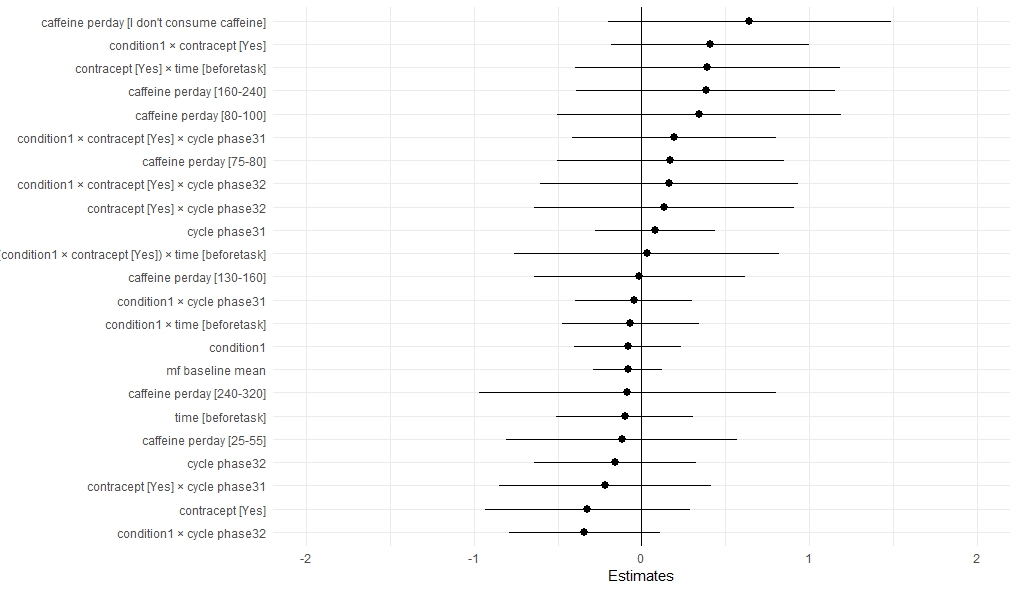 caffeine perday [I don't consume caffeine]
condition1 × contracept [Yes]
contracept [Yes] × time [beforetask]
caffeine perday [160-240]
caffeine perday [80-100]
condition1 × contracept [Yes] × cycle phase31
caffeine perday [75-80]
condition1 × contracept [Yes] × cycle phase32
contracept [Yes] × cycle phase32
cycle phase31
(condition1 × contracept [Yes]) × time [beforetask]
caffeine perday [130-160]
condition1 × cycle phase31
condition1 × time [beforetask]
condition1
mf baseline mean
caffeine perday [240-320]
time [beforetask]
caffeine perday [25-55]
cycle phase32
contracept [Yes] × cycle phase31
contracept [Yes]
condition1 × cycle phase32
-2 -1 0 1 2
Estimates